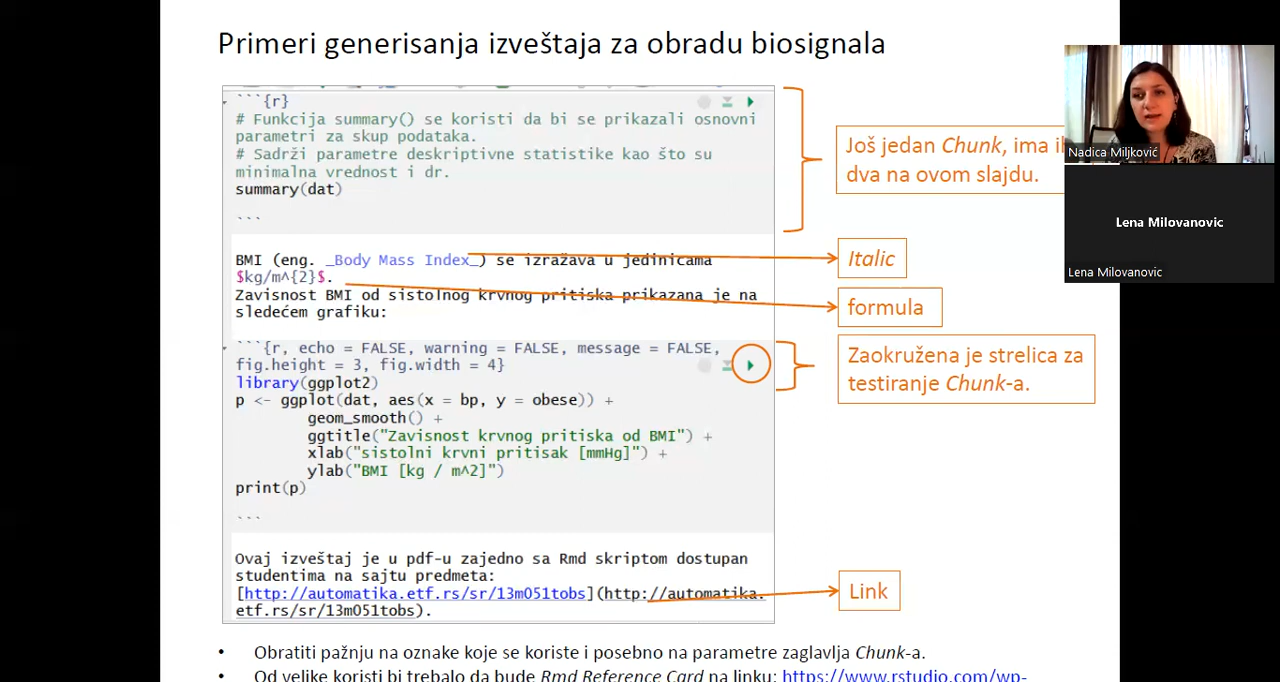 Primeri generisanja izveštaja za obradu biosignala
```{r}
# Funkcija summary() se koristi da bi se prikazali osnovni
parametri za skup podataka.
# Sadrži parametre deskriptivne statistike kao što su
minimalna vrednost i dr.
summary(dat)
```
BMI (eng. _Body Mass Index_) se izražava u jedinicama
$kg/m^{2}$.
Zavisnost BMI od sistolnog krvnog pritiska prikazana je na
sledećem grafiku:
```{r, echo = FALSE, warning = FALSE, message = FALSE,
fig.height = 3, fig.width = 4}
library(ggplot2)
p <- ggplot(dat, aes(x = bp, y = obese)) +
geom_smooth() +
ggtitle("Zavisnost krvnog pritiska od BMI") +
xlab("sistolni krvni pritisak [mmHg]") +
ylab("BMI [kg / m^2]")
print(p)
```
Ovaj izveštaj je u pdf-u zajedno sa Rmd skriptom dostupan
studentima na sajtu predmeta:
[http://automatika.etf.rs/sr/13m051tobs](http://automatika.
etf.rs/sr/13m051tobs).
Još jedan Chunk, ima
dva na ovom slajdu.
Italic
formula
Zaokružena je strelica za
testiranje Chunk-a.
Link
• Obratiti pažnju na oznake koje se koriste i posebno na parametre zaglavlja Chunk-a.
• Od velike koristi bi trebalo da bude Rmd Reference Card na linku: https://www.rstudio.com/wp-
Nadica Miljković
Lena Milovanovic
Lena Milovanovic